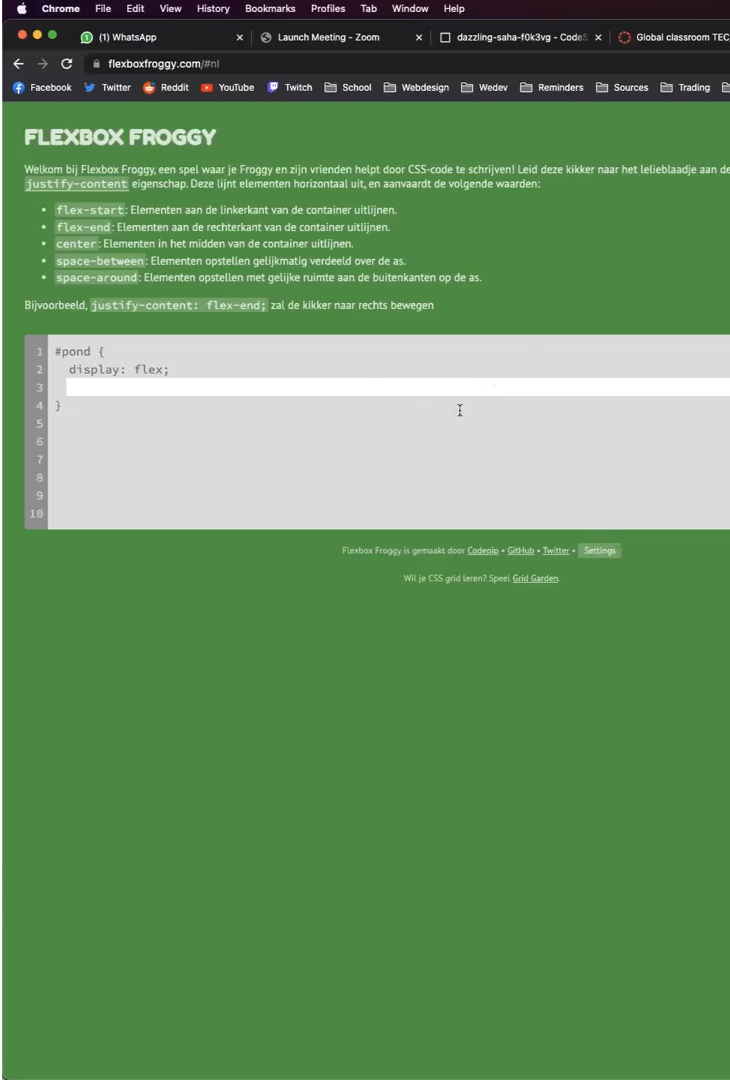 Chrome File Edit View History Bookmarks Profiles Tab Window Help
(1) WhatsApp Launch Meeting - Zoom dazzling-saha-f0k3vg - CodeS Global classroom TEC
flexboxfroggy.com/#nl
Facebook Twitter Reddit YouTube Twitch School Webdesign Wedev Reminders Sources Trading
FLEXBOX FROGGY
Welkom bij Flexbox Froggy, een spel waar je Froggy en zijn vrienden helpt door CSS-code te schrijven! Leid deze kikker naar het lelieblaadje aan de
justify-content eigenschap. Deze lijnt elementen horizontaal uit, en aanvaardt de volgende waarden:
• flex-start: Elementen aan de linkerkant van de container uitlijnen.
• flex-end: Elementen aan de rechterkant van de container uitlijnen.
• center: Elementen in het midden van de container uitlijnen.
• space-between: Elementen opstellen gelijkmatig verdeeld over de as.
• space-around: Elementen opstellen met gelijke ruimte aan de buitenkanten op de as.
Bijvoorbeeld, justify-content: flex-end; zal de kikker naar rechts bewegen
1 #pond {
2 display: flex;
3
4 }
5
6
7
8
9
10
Flexbox Froggy is gemaakt door Codepip • GitHub • Twitter • Settings
Wil je CSS grid leren? Speel Grid Garden.